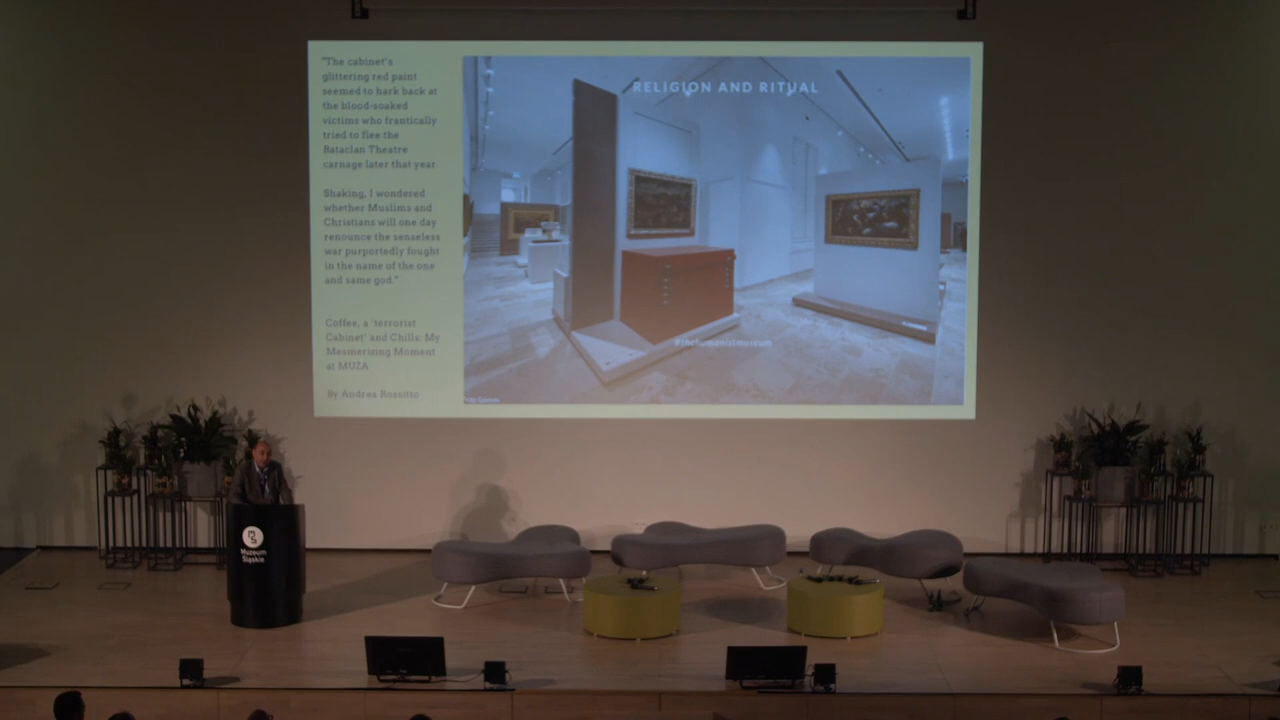 "The cabinet's
glittering red paint
seemed to hark back at
the blood-soaked
victims who frantically
tried to flee the
Bataclan Theatre
carnage later that year.
Shaking, I wondered
whether Muslims and
Christians will one day
renounce the senseless
war purportedly fought
in the name of the one
and same god."
Coffee, a 'terrorist
Cabinet' and Chills: My
Mesmerizing Moment
at MUŻA
By Andrea Rossitto
RELIGION AND RITUAL
#thehumanistmuseum
Muzeum
Śląskie